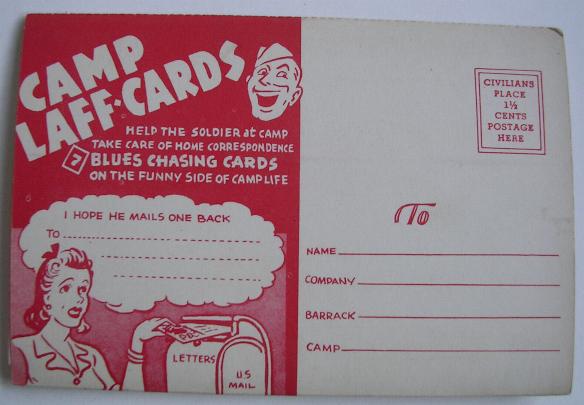 CAMP
LAFF-CARDS
HELP THE SOLDIER at CAMP
TAKE CARE OF HOME CORRESPONDENCE
7 BLUES CHASING CARDS
ON THE FUNNY SIDE OF CAMP LIFE
I HOPE HE MAILS ONE BACK
TO
LETTERS
US
MAIL
CIVILIANS
PLACE
1½
CENTS
POSTAGE
HERE
To
NAME
COMPANY
BARRACK
CAMP